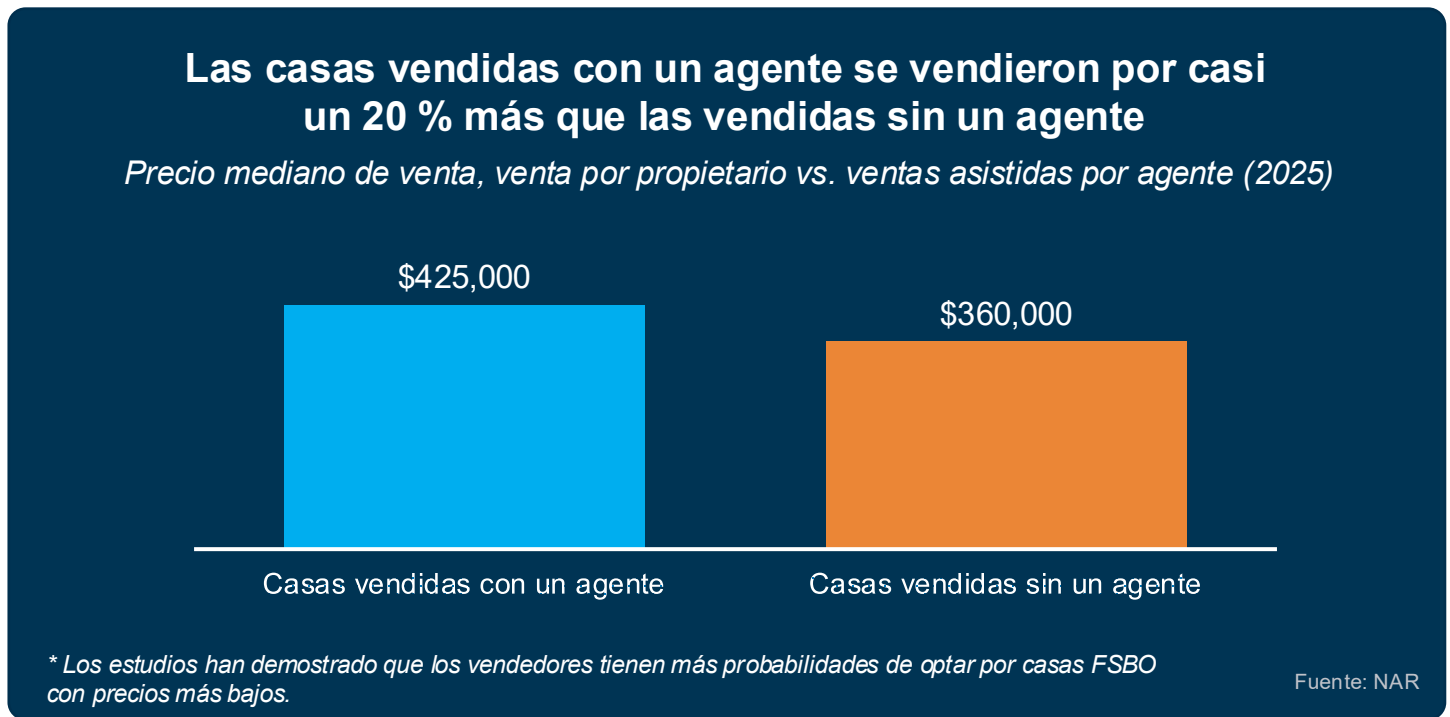 Las casas vendidas con un agente se vendieron por casi
un 20 % más que las vendidas sin un agente
Precio mediano de venta, venta por propietario vs. ventas asistidas por agente (2025)
$425,000
$360,000
Casas vendidas con un agente
Casas vendidas sin un agente
* Los estudios han demostrado que los vendedores tienen más probabilidades de optar por casas FSBO
con precios más bajos.
Fuente: NAR